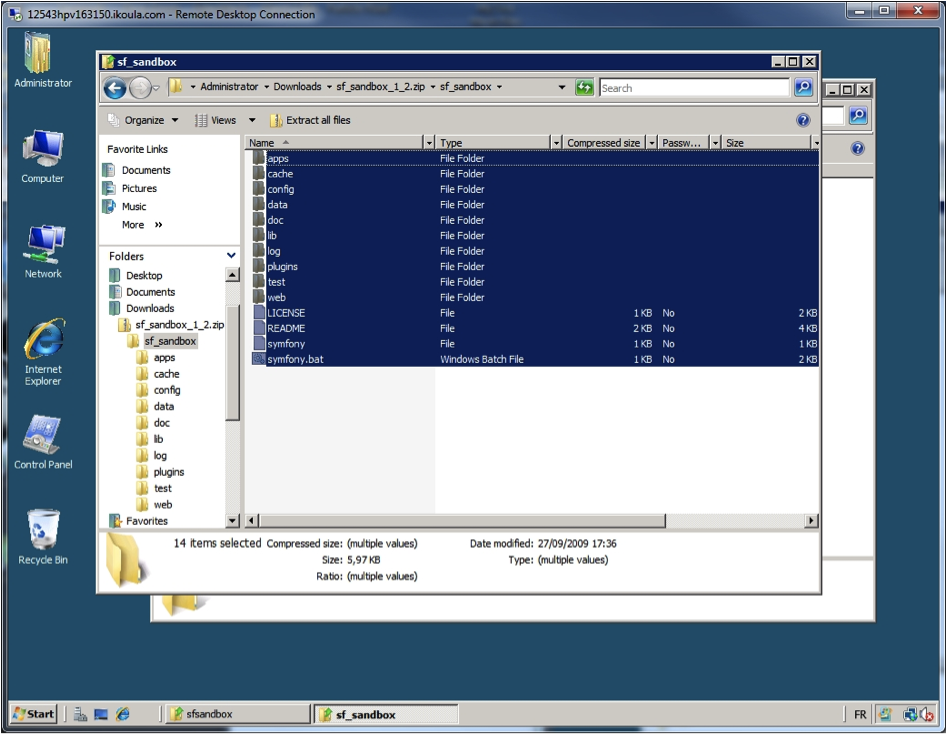 12543hpv163150.ikoula.com - Remote Desktop Connection
Administrator
Computer
Network
Internet
Explorer
Control Panel
Recycle Bin
sf_sandbox
Administrator Downloads sf_sandbox_1_2.zip sf_sandbox Search
Organize Views Extract all files
Favorite Links
Documents
Pictures
Music
More »
Folders
Desktop
Documents
Downloads
sf_sandbox_1_2.zip
sf_sandbox
apps
cache
config
data
doc
lib
log
plugins
test
web
Favorites
Name Type Compressed size Passw... Size
apps File Folder
cache File Folder
config File Folder
data File Folder
doc File Folder
lib File Folder
log File Folder
plugins File Folder
test File Folder
web File Folder
LICENSE File 1 KB No 2 KB
README File 2 KB No 4 KB
symfony File 1 KB No 1 KB
symfony.bat Windows Batch File 1 KB No 2 KB
14 items selected Compressed size: (multiple values) Date modified: 27/09/2009 17:36
Size: 5,97 KB Type: (multiple values)
Ratio: (multiple values)
Start sfsandbox sf_sandbox FR